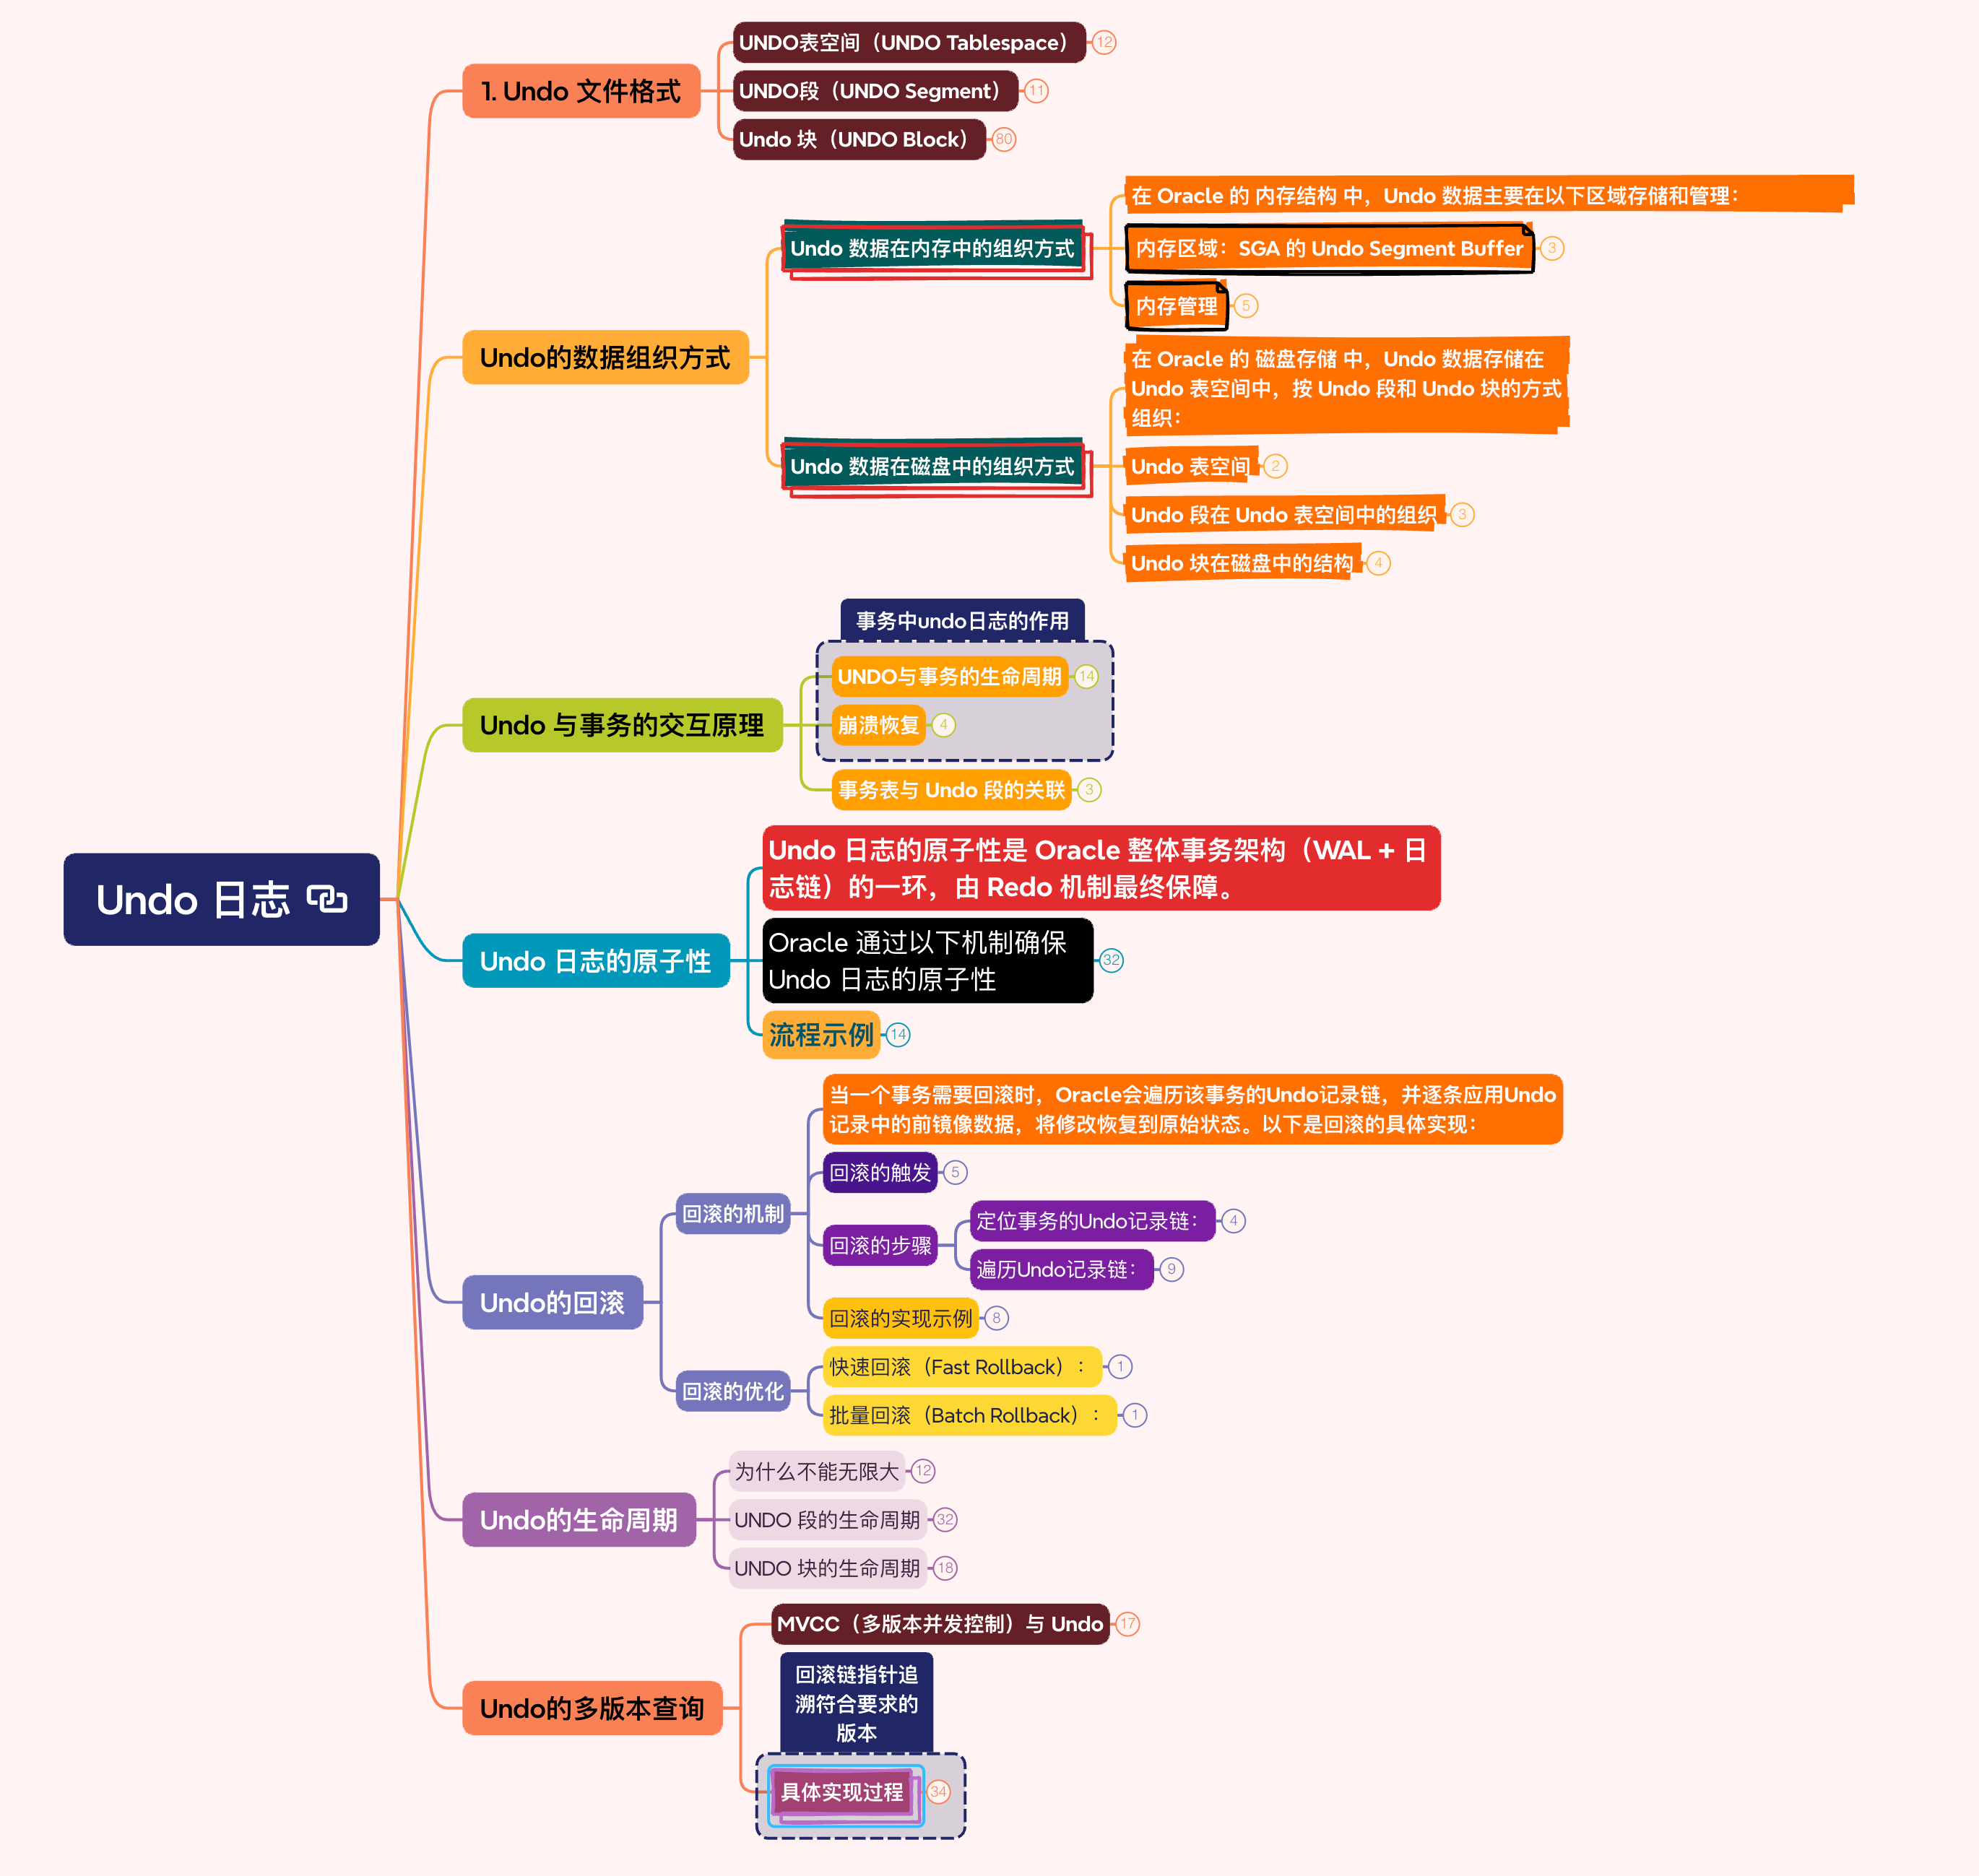 Undo 日志
1. Undo 文件格式
UNDO表空间（UNDO Tablespace）
12
UNDO段（UNDO Segment）
11
Undo 块（UNDO Block）
80
Undo的数据组织方式
Undo 数据在内存中的组织方式
在 Oracle 的 内存结构 中，Undo 数据主要在以下区域存储和管理：
内存区域：SGA 的 Undo Segment Buffer
3
内存管理
5
Undo 数据在磁盘中的组织方式
在 Oracle 的 磁盘存储 中，Undo 数据存储在
Undo 表空间中，按 Undo 段和 Undo 块的方式
组织：
Undo 表空间
2
Undo 段在 Undo 表空间中的组织
3
Undo 块在磁盘中的结构
4
Undo 与事务的交互原理
事务中undo日志的作用
UNDO与事务的生命周期
14
崩溃恢复
4
事务表与 Undo 段的关联
3
Undo 日志的原子性
Undo 日志的原子性是 Oracle 整体事务架构（WAL + 日
志链）的一环，由 Redo 机制最终保障。
Oracle 通过以下机制确保
Undo 日志的原子性
32
流程示例
14
Undo的回滚
回滚的机制
当一个事务需要回滚时，Oracle会遍历该事务的Undo记录链，并逐条应用Undo
记录中的前镜像数据，将修改恢复到原始状态。以下是回滚的具体实现：
回滚的触发
5
回滚的步骤
定位事务的Undo记录链：
4
遍历Undo记录链：
9
回滚的实现示例
8
回滚的优化
快速回滚（Fast Rollback）：
1
批量回滚（Batch Rollback）：
1
Undo的生命周期
为什么不能无限大
12
UNDO 段的生命周期
32
UNDO 块的生命周期
18
Undo的多版本查询
MVCC（多版本并发控制）与 Undo
17
回滚链指针追
溯符合要求的
版本
具体实现过程
34